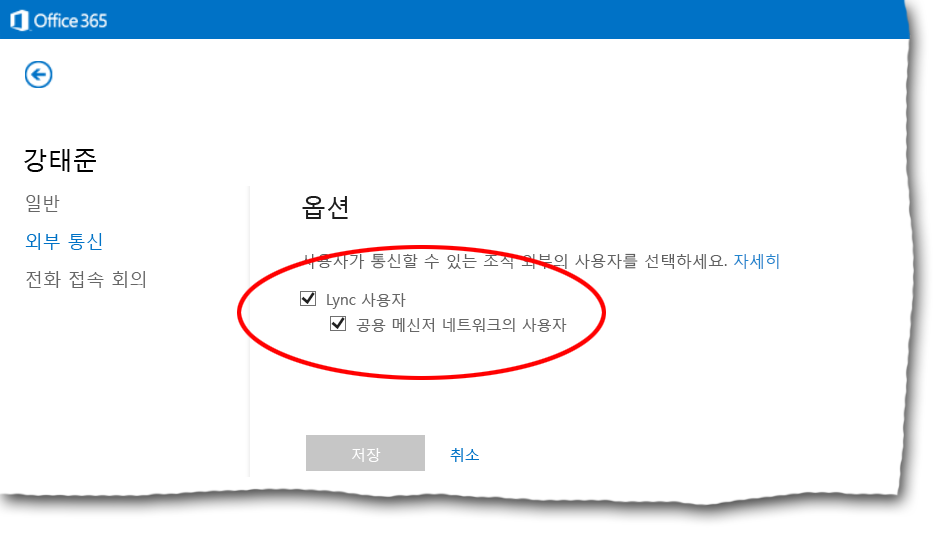 Office 365
강태준
일반
외부 통신
전화 접속 회의
옵션
사용자가 통신할 수 있는 조직 외부의 사용자를 선택하세요. 자세히
Lync 사용자
공용 메신저 네트워크의 사용자
저장 취소